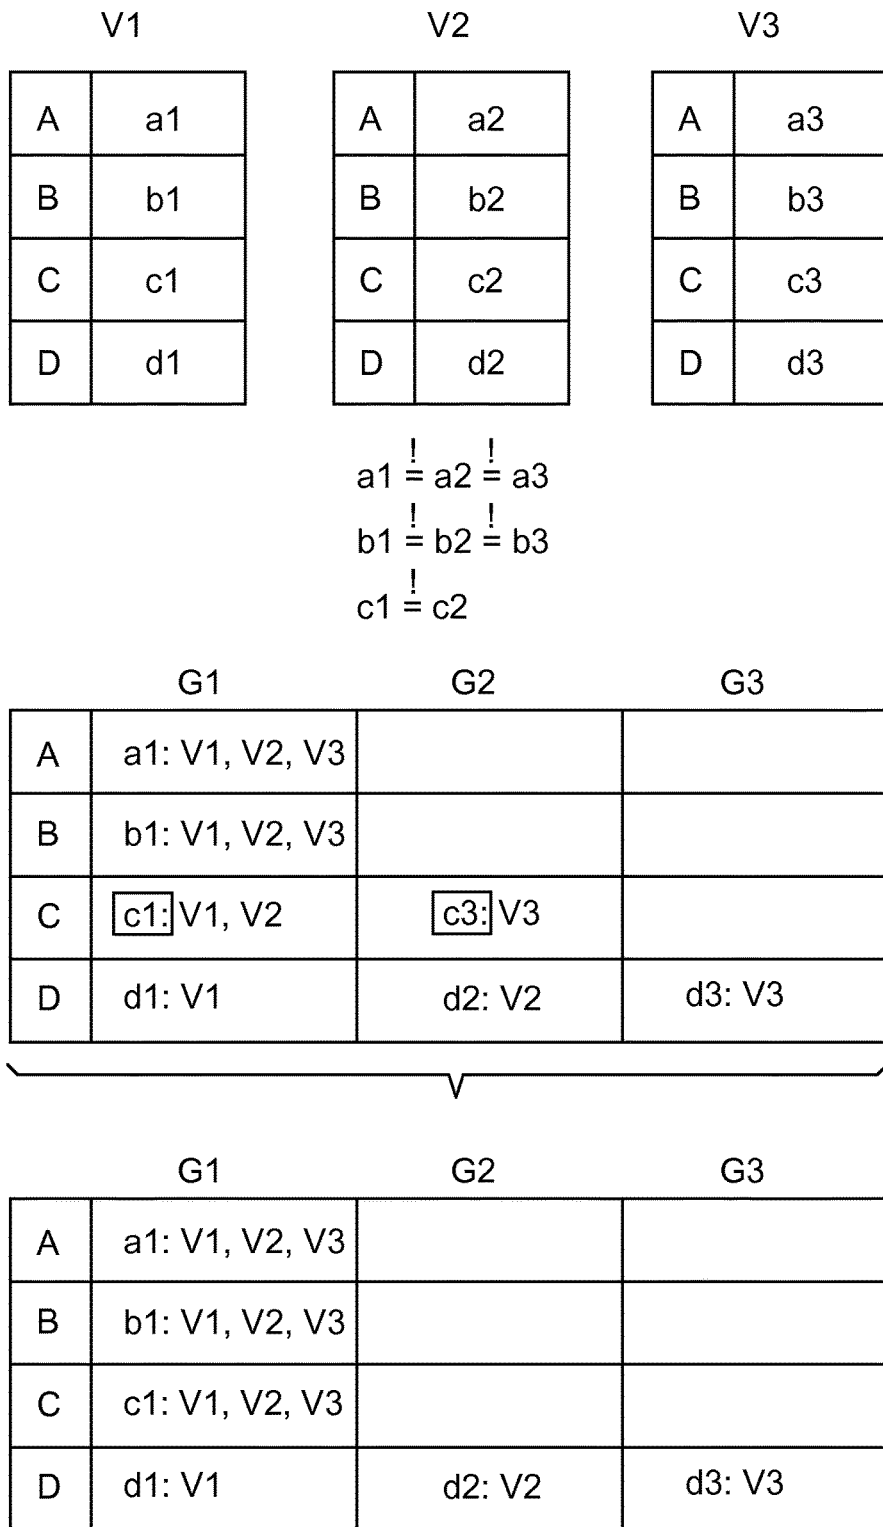 V1 V2 V3
A a1 A a2 A a3
B b1 B b2 B b3
C c1 C c2 C c3
D d1 D d2 D d3
! !
a1 = a2 = a3
! !
b1 = b2 = b3
!
c1 = c2
G1 G2 G3
A a1: V1, V2, V3
B b1: V1, V2, V3
C c1: V1, V2 c3: V3
D d1: V1 d2: V2 d3: V3
G1 G2 G3
A a1: V1, V2, V3
B b1: V1, V2, V3
C c1: V1, V2, V3
D d1: V1 d2: V2 d3: V3